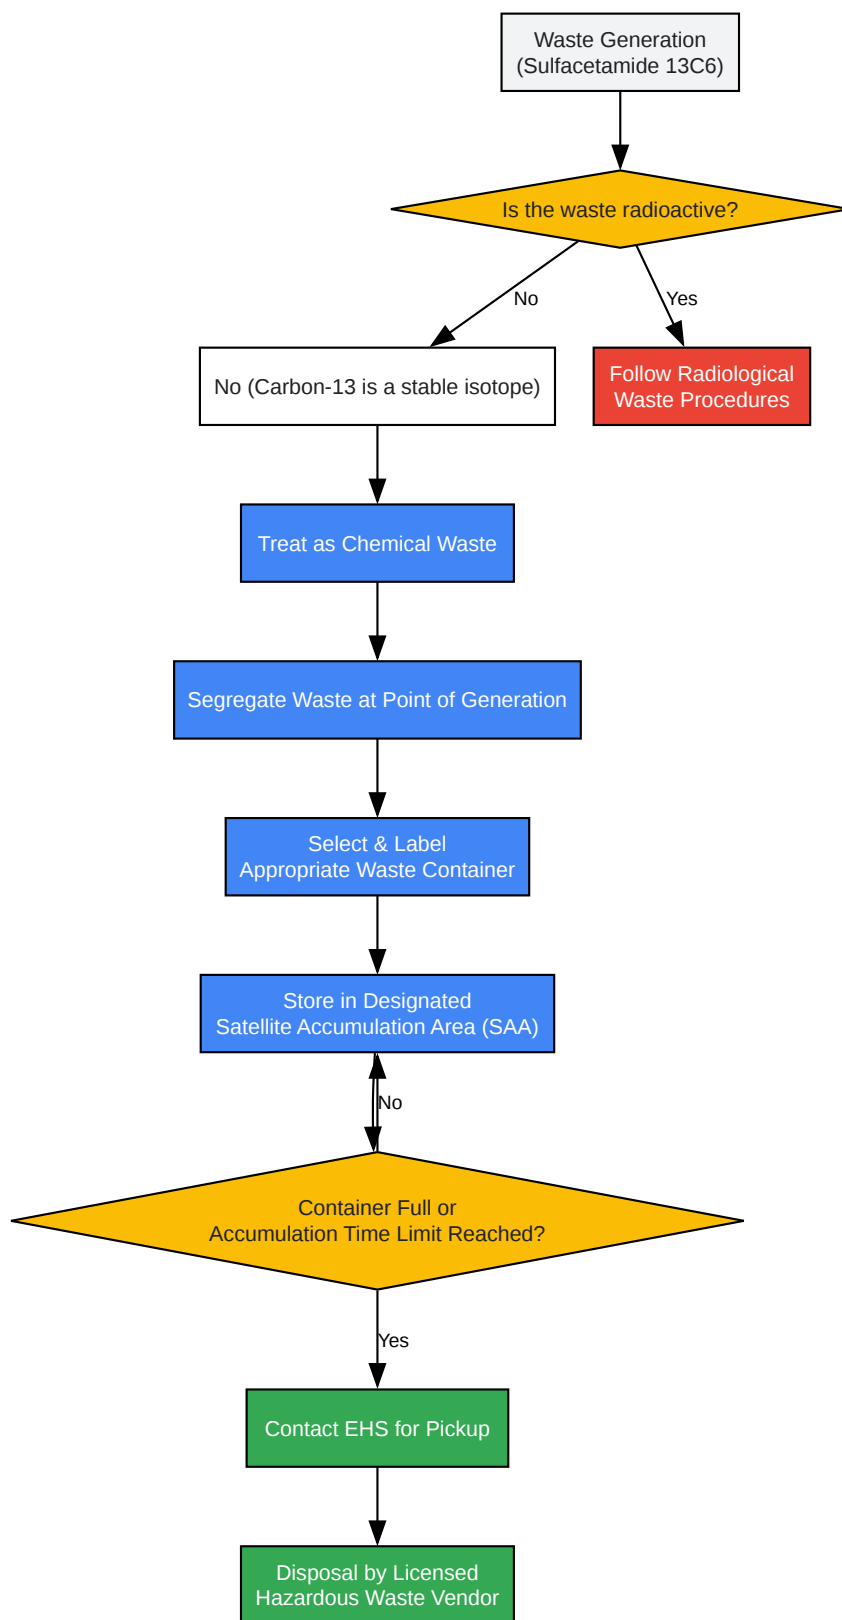 Waste Generation
(Sulfacetamide 13C6)
Is the waste radioactive?
No
Yes
No (Carbon-13 is a stable isotope)
Follow Radiological
Waste Procedures
Treat as Chemical Waste
Segregate Waste at Point of Generation
Select & Label
Appropriate Waste Container
Store in Designated
Satellite Accumulation Area (SAA)
No
Container Full or
Accumulation Time Limit Reached?
Yes
Contact EHS for Pickup
Disposal by Licensed
Hazardous Waste Vendor